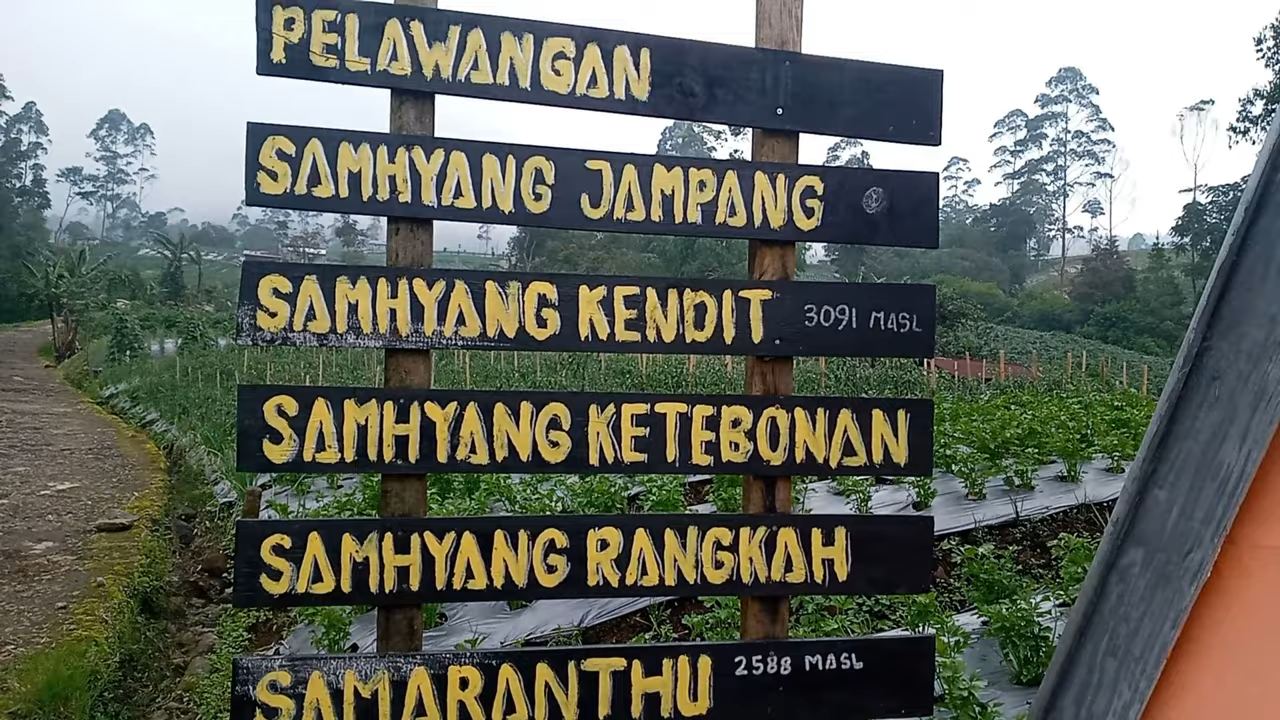 PELAWANGAN
SAMHYANG JAMPANG
SAMHYANG KENDIT 3091 MASL
SAMHYANG KETEBONAN
SAMHYANG RANGKAH
SAMARANTHU 2588 MASL